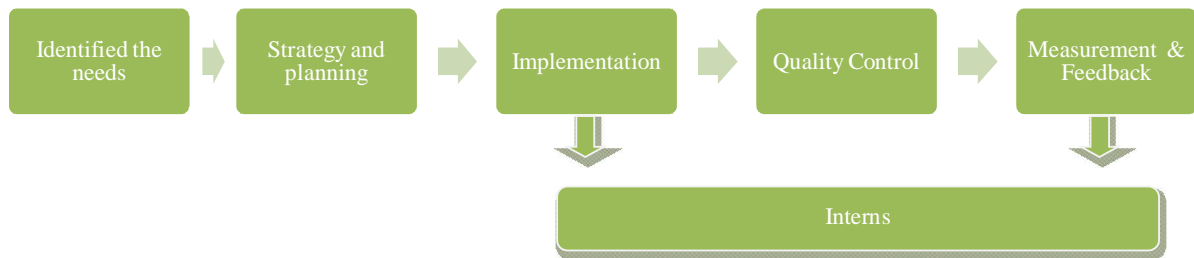 Identified the
needs
Strategy and
planning
Implementation
Quality Control
Measurement &
Feedback
Interns